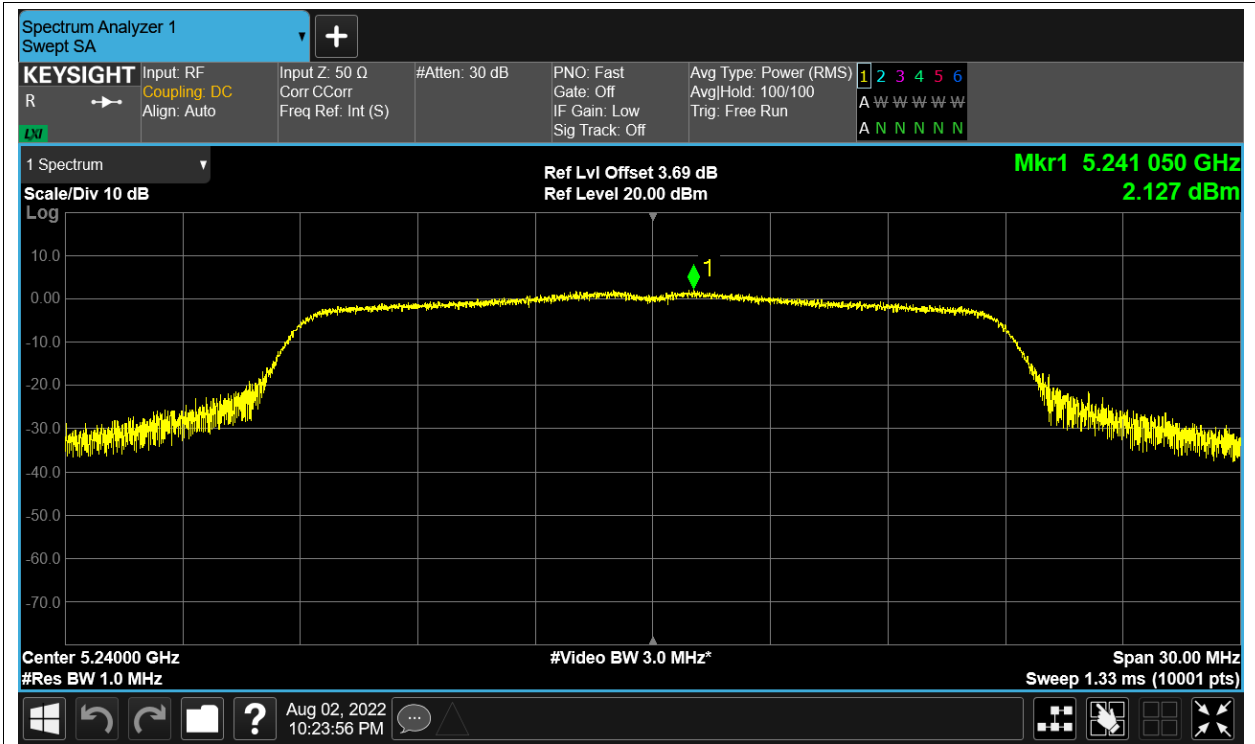 Spectrum Analyzer 1
Swept SA
KEYSIGHT
R
LXI
Input: RF
Coupling: DC
Align: Auto
Input Z: 50 Ω
Corr CCorr
Freq Ref: Int (S)
#Atten: 30 dB
PNO: Fast
Gate: Off
IF Gain: Low
Sig Track: Off
Avg Type: Power (RMS)
Avg|Hold: 100/100
Trig: Free Run
1 2 3 4 5 6
A W W W W W
A N N N N N
1 Spectrum
Scale/Div 10 dB
Log
Ref Lvl Offset 3.69 dB
Ref Level 20.00 dBm
Mkr1 5.241 050 GHz
2.127 dBm
1
10.0
0.00
-10.0
-20.0
-30.0
-40.0
-50.0
-60.0
-70.0
Center 5.24000 GHz
#Video BW 3.0 MHz*
Span 30.00 MHz
#Res BW 1.0 MHz
Sweep 1.33 ms (10001 pts)
?
Aug 02, 2022
10:23:56 PM